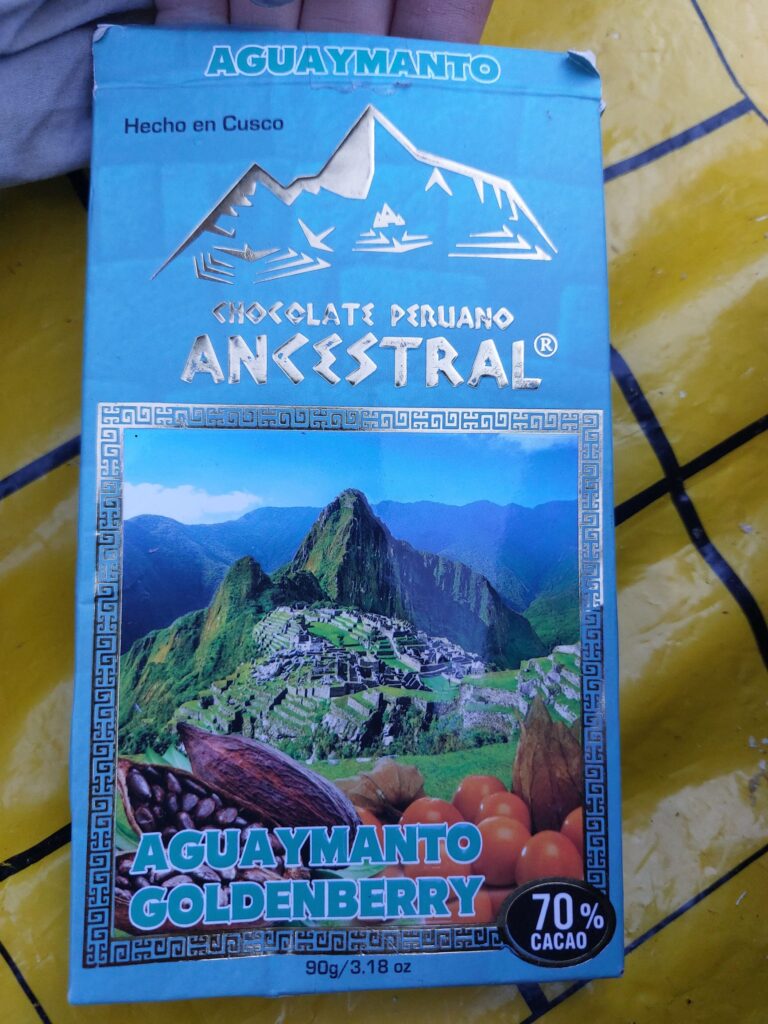 AGUAYMANTO
Hecho en Cusco
CHOCOLATE PERUANO
ANCESTRAL®
AGUAYMANTO
GOLDENBERRY
70%
CACAO
90g/3.18 oz